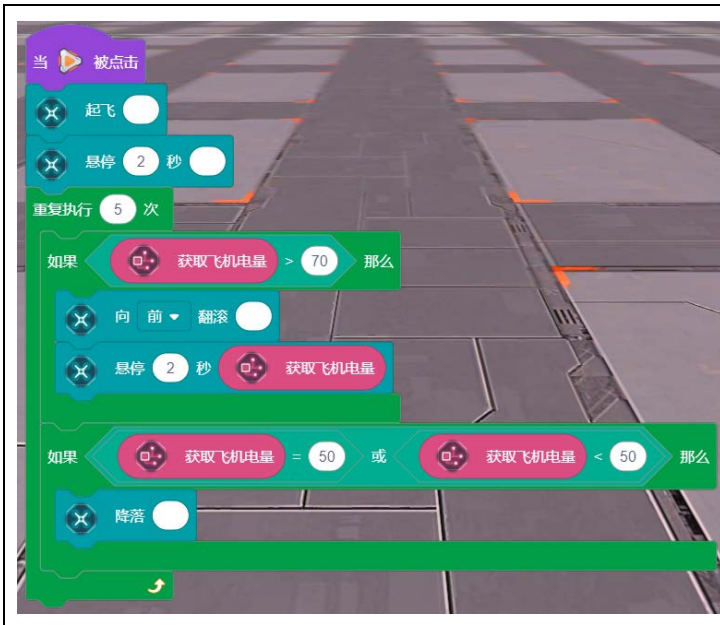 当 被点击
起飞
悬停 2 秒
重复执行 5 次
如果 获取飞机电量 > 70 那么
向 前 翻滚
悬停 2 秒 获取飞机电量
如果 获取飞机电量 = 50 或 获取飞机电量 < 50 那么
降落